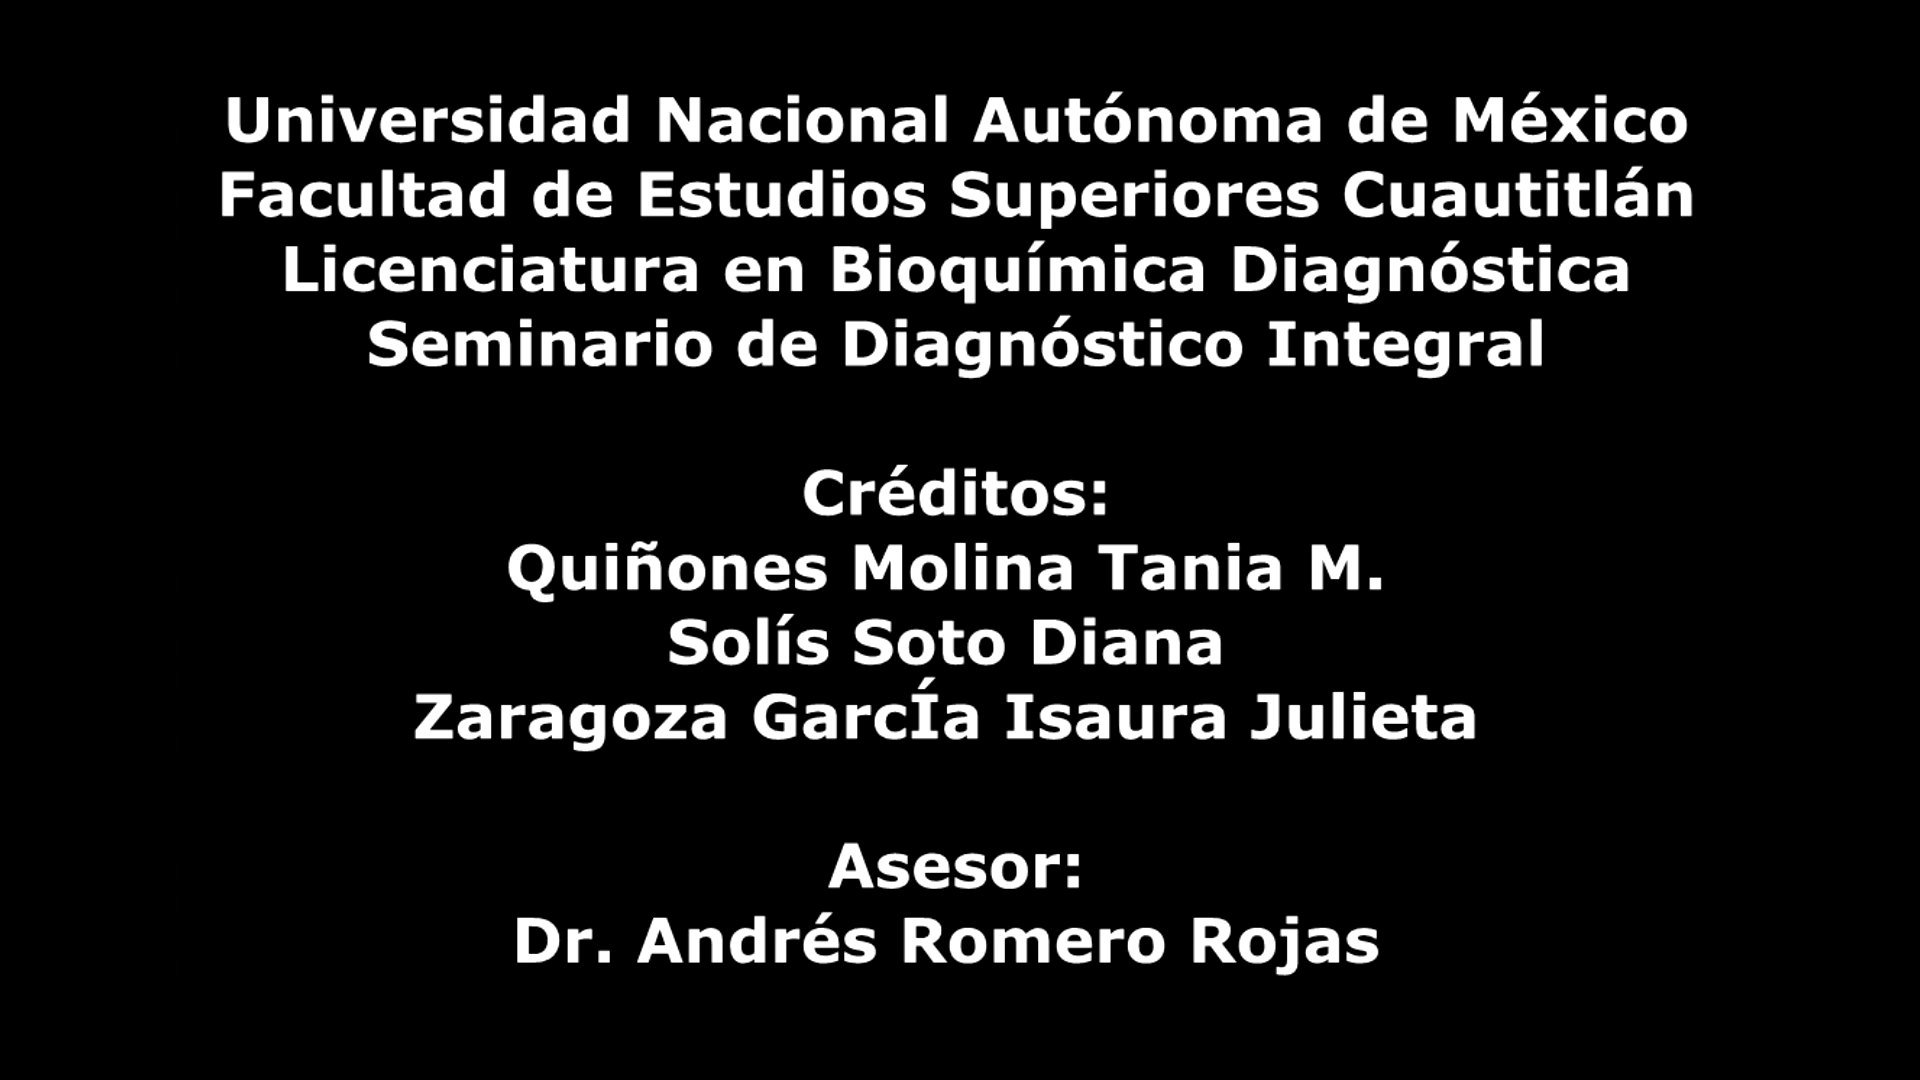 Universidad Nacional Autónoma de México
Facultad de Estudios Superiores Cuautitlán
Licenciatura en Bioquímica Diagnóstica
Seminario de Diagnóstico Integral
Créditos:
Quiñones Molina Tania M.
Solís Soto Diana
Zaragoza GarcÍa Isaura Julieta
Asesor:
Dr. Andrés Romero Rojas